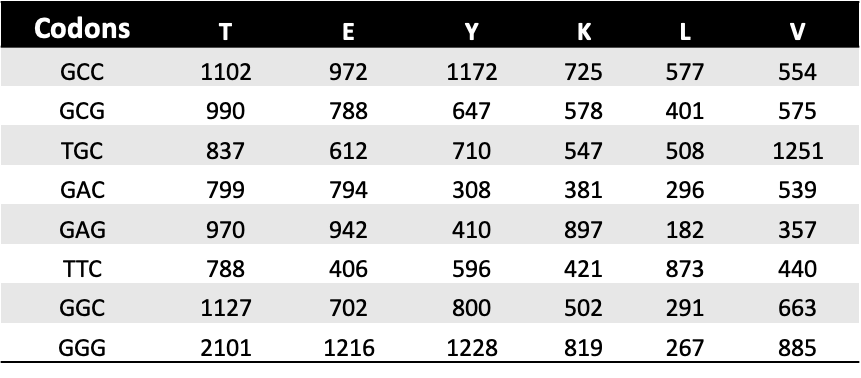 Codons T E Y K L V
GCC 1102 972 1172 725 577 554
GCG 990 788 647 578 401 575
TGC 837 612 710 547 508 1251
GAC 799 794 308 381 296 539
GAG 970 942 410 897 182 357
TTC 788 406 596 421 873 440
GGC 1127 702 800 502 291 663
GGG 2101 1216 1228 819 267 885